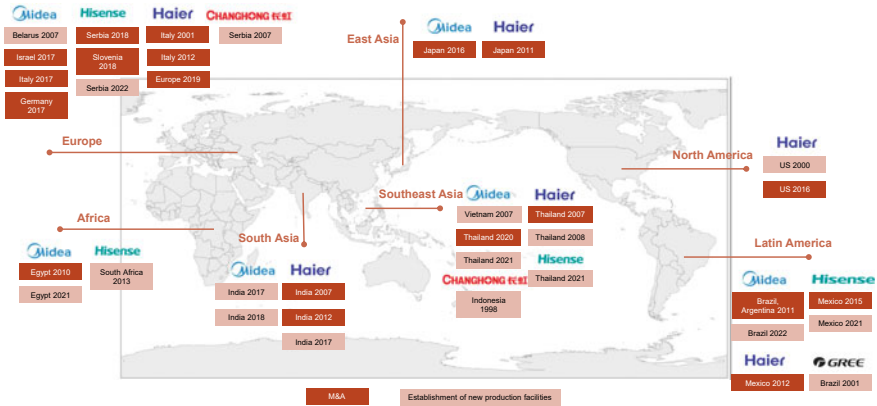 Midea
Hisense
Haier
CHANGHONG 长虹
Belarus 2007
Serbia 2018
Italy 2001
Serbia 2007
Israel 2017
Slovenia
2018
Italy 2012
Italy 2017
Serbia 2022
Europe 2019
Germany
2017
East Asia
Midea
Haier
Japan 2016
Japan 2011
Europe
North America
Haier
US 2000
US 2016
Africa
Midea
Hisense
Egypt 2010
South Africa
2013
Egypt 2021
South Asia
Midea
Haier
India 2017
India 2007
India 2018
India 2012
India 2017
Southeast Asia
Midea
Haier
Vietnam 2007
Thailand 2007
Thailand 2020
Thailand 2008
Thailand 2021
Hisense
CHANGHONG 长虹
Thailand 2021
Indonesia
1998
Latin America
Midea
Hisense
Brazil,
Argentina 2011
Mexico 2015
Brazil 2022
Mexico 2021
Haier
GREE
Mexico 2012
Brazil 2001
M&A
Establishment of new production facilities